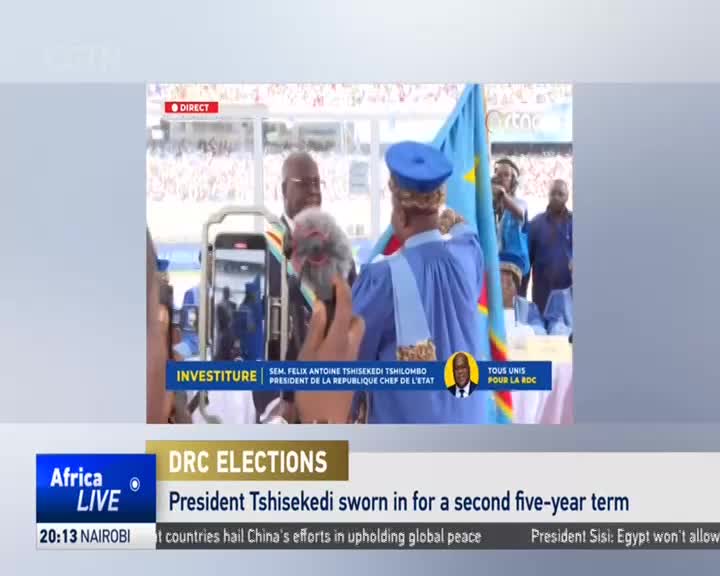 CGTN
DIRECT
rtnc
INVESTITURE
SEM. FELIX ANTOINE TSHISEKEDI TSHILOMBO
PRESIDENT DE LA REPUBLIQUE CHEF DE L'ETAT
TOUS UNIS
POUR LA RDC
DRC ELECTIONS
Africa
LIVE
President Tshisekedi sworn in for a second five-year term
20:13 NAIROBI
t countries hail China's efforts in upholding global peace President Sisi: Egypt won't allow